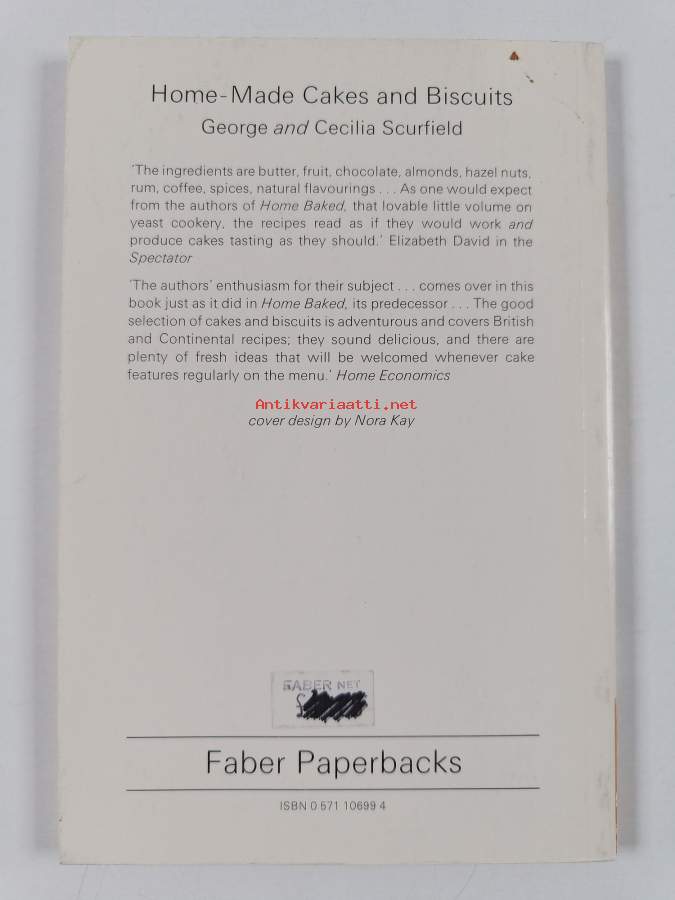 Home-Made Cakes and Biscuits
George and Cecilia Scurfield
'The ingredients are butter, fruit, chocolate, almonds, hazel nuts,
rum, coffee, spices, natural flavourings . . . As one would expect
from the authors of Home Baked, that lovable little volume on
yeast cookery, the recipes read as if they would work and
produce cakes tasting as they should.' Elizabeth David in the
Spectator
'The authors' enthusiasm for their subject . . . comes over in this
book just as it did in Home Baked, its predecessor . . . The good
selection of cakes and biscuits is adventurous and covers British
and Continental recipes; they sound delicious, and there are
plenty of fresh ideas that will be welcomed whenever cake
features regularly on the menu.' Home Economics
Antikvariaatti.net
cover design by Nora Kay
FABER NET
£
Faber Paperbacks
ISBN 0 571 10699 4